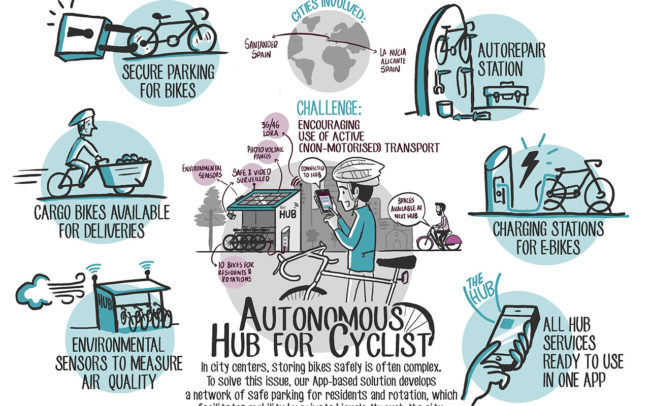 CITIES INVOLVED:
SANTANDER
SPAIN
LA NUCIA
ALICANTE
SPAIN
SECURE PARKING
FOR BIKES
AUTOREPAIR
STATION
CHALLENGE:
ENCOURAGING
USE OF ACTIVE
(NON-MOTORISED) TRANSPORT
3G/4G
LORA
PHOTOVOLTAIC
PANELS
ENVIRONMENTAL
SENSORS
SAFE & VIDEO
SURVEILLED
CONNECTED
TO HUB
HUB
SPACES
AVAILABLE AT
NEXT HUB
10 BIKES FOR
RESIDENTS &
ROTATIONS
CARGO BIKES AVAILABLE
FOR DELIVERIES
CHARGING STATIONS
FOR E-BIKES
HUB
ENVIRONMENTAL
SENSORS TO MEASURE
AIR QUALITY
THE
HUB
ALL HUB
SERVICES
READY TO USE
IN ONE APP
AUTONOMOUS
HUB FOR CYCLIST
In city centers, storing bikes safely is often complex.
To solve this issue, our App-based solution develops
a network of safe parking for residents and rotation, which